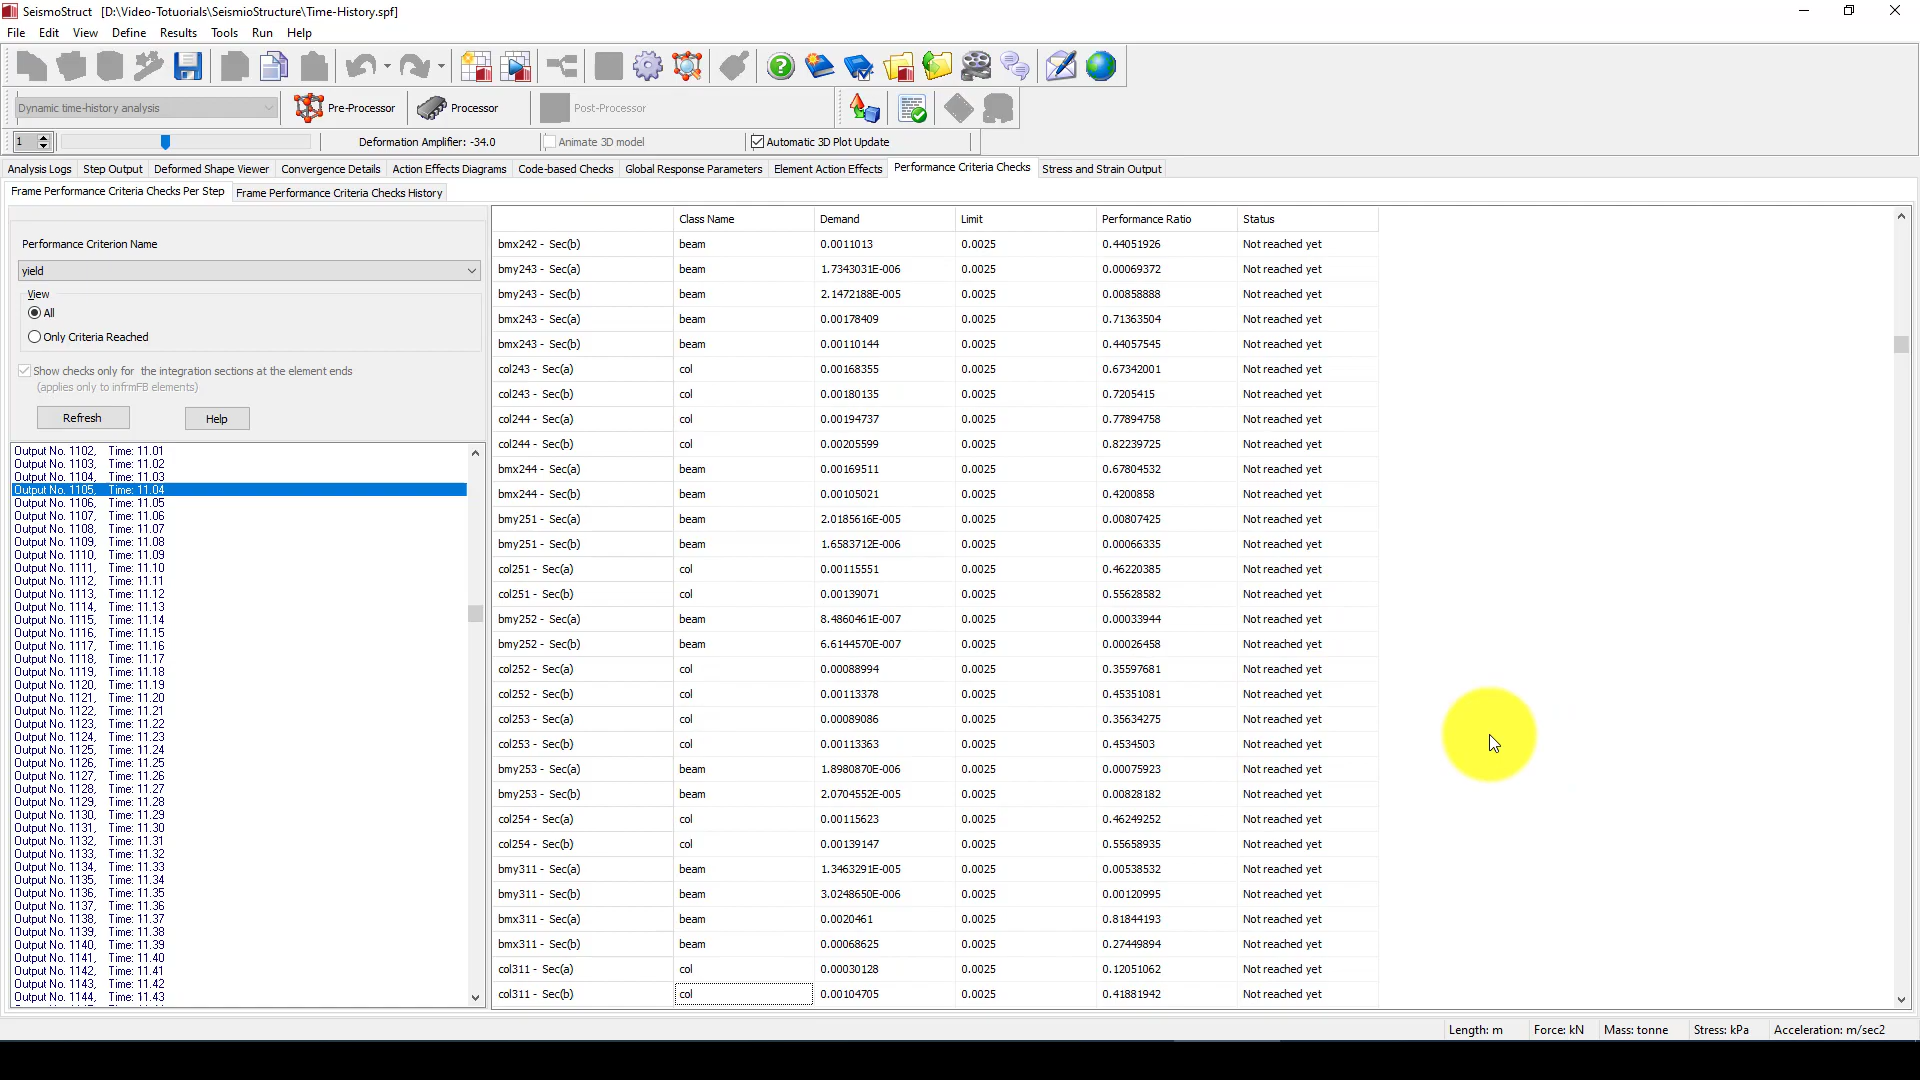 SeismoStruct [D:\Video-Totuorials\SeismioStructure\Time-History.spf]
File Edit View Define Results Tools Run Help
Dynamic time-history analysis Pre-Processor Processor Post-Processor
1 Deformation Amplifier: -34.0 Animate 3D model Automatic 3D Plot Update
Analysis Logs Step Output Deformed Shape Viewer Convergence Details Action Effects Diagrams Code-based Checks Global Response Parameters Element Action Effects Performance Criteria Checks Stress and Strain Output
Frame Performance Criteria Checks Per Step Frame Performance Criteria Checks History
Performance Criterion Name
yield
View
All
Only Criteria Reached
Show checks only for the integration sections at the element ends
(applies only to infrmFB elements)
Refresh Help
Output No. 1102, Time: 11.01
Output No. 1103, Time: 11.02
Output No. 1104, Time: 11.03
Output No. 1105, Time: 11.04
Output No. 1106, Time: 11.05
Output No. 1107, Time: 11.06
Output No. 1108, Time: 11.07
Output No. 1109, Time: 11.08
Output No. 1110, Time: 11.09
Output No. 1111, Time: 11.10
Output No. 1112, Time: 11.11
Output No. 1113, Time: 11.12
Output No. 1114, Time: 11.13
Output No. 1115, Time: 11.14
Output No. 1116, Time: 11.15
Output No. 1117, Time: 11.16
Output No. 1118, Time: 11.17
Output No. 1119, Time: 11.18
Output No. 1120, Time: 11.19
Output No. 1121, Time: 11.20
Output No. 1122, Time: 11.21
Output No. 1123, Time: 11.22
Output No. 1124, Time: 11.23
Output No. 1125, Time: 11.24
Output No. 1126, Time: 11.25
Output No. 1127, Time: 11.26
Output No. 1128, Time: 11.27
Output No. 1129, Time: 11.28
Output No. 1130, Time: 11.29
Output No. 1131, Time: 11.30
Output No. 1132, Time: 11.31
Output No. 1133, Time: 11.32
Output No. 1134, Time: 11.33
Output No. 1135, Time: 11.34
Output No. 1136, Time: 11.35
Output No. 1137, Time: 11.36
Output No. 1138, Time: 11.37
Output No. 1139, Time: 11.38
Output No. 1140, Time: 11.39
Output No. 1141, Time: 11.40
Output No. 1142, Time: 11.41
Output No. 1143, Time: 11.42
Output No. 1144, Time: 11.43
Class Name Demand Limit Performance Ratio Status
bmx242 - Sec(b) beam 0.0011013 0.0025 0.44051926 Not reached yet
bmy243 - Sec(a) beam 1.7343031E-006 0.0025 0.00069372 Not reached yet
bmy243 - Sec(b) beam 2.1472188E-005 0.0025 0.00858888 Not reached yet
bmx243 - Sec(a) beam 0.00178409 0.0025 0.71363504 Not reached yet
bmx243 - Sec(b) beam 0.00110144 0.0025 0.44057545 Not reached yet
col243 - Sec(a) col 0.00168355 0.0025 0.67342001 Not reached yet
col243 - Sec(b) col 0.00180135 0.0025 0.7205415 Not reached yet
col244 - Sec(a) col 0.00194737 0.0025 0.77894758 Not reached yet
col244 - Sec(b) col 0.00205599 0.0025 0.82239725 Not reached yet
bmx244 - Sec(a) beam 0.00169511 0.0025 0.67804532 Not reached yet
bmx244 - Sec(b) beam 0.00105021 0.0025 0.4200858 Not reached yet
bmy251 - Sec(a) beam 2.0185616E-005 0.0025 0.00807425 Not reached yet
bmy251 - Sec(b) beam 1.6583712E-006 0.0025 0.00066335 Not reached yet
col251 - Sec(a) col 0.00115551 0.0025 0.46220385 Not reached yet
col251 - Sec(b) col 0.00139071 0.0025 0.55628582 Not reached yet
bmy252 - Sec(a) beam 8.4860461E-007 0.0025 0.00033944 Not reached yet
bmy252 - Sec(b) beam 6.6144570E-007 0.0025 0.00026458 Not reached yet
col252 - Sec(a) col 0.00088994 0.0025 0.35597681 Not reached yet
col252 - Sec(b) col 0.00113378 0.0025 0.45351081 Not reached yet
col253 - Sec(a) col 0.00089086 0.0025 0.35634275 Not reached yet
col253 - Sec(b) col 0.00113363 0.0025 0.4534503 Not reached yet
bmy253 - Sec(a) beam 1.8980870E-006 0.0025 0.00075923 Not reached yet
bmy253 - Sec(b) beam 2.0704552E-005 0.0025 0.00828182 Not reached yet
col254 - Sec(a) col 0.00115623 0.0025 0.46249252 Not reached yet
col254 - Sec(b) col 0.00139147 0.0025 0.55658935 Not reached yet
bmy311 - Sec(a) beam 1.3463291E-005 0.0025 0.00538532 Not reached yet
bmy311 - Sec(b) beam 3.0248650E-006 0.0025 0.00120995 Not reached yet
bmx311 - Sec(a) beam 0.0020461 0.0025 0.81844193 Not reached yet
bmx311 - Sec(b) beam 0.00068625 0.0025 0.27449894 Not reached yet
col311 - Sec(a) col 0.00030128 0.0025 0.12051062 Not reached yet
col311 - Sec(b) col 0.00104705 0.0025 0.41881942 Not reached yet
Length: m Force: kN Mass: tonne Stress: kPa Acceleration: m/sec2